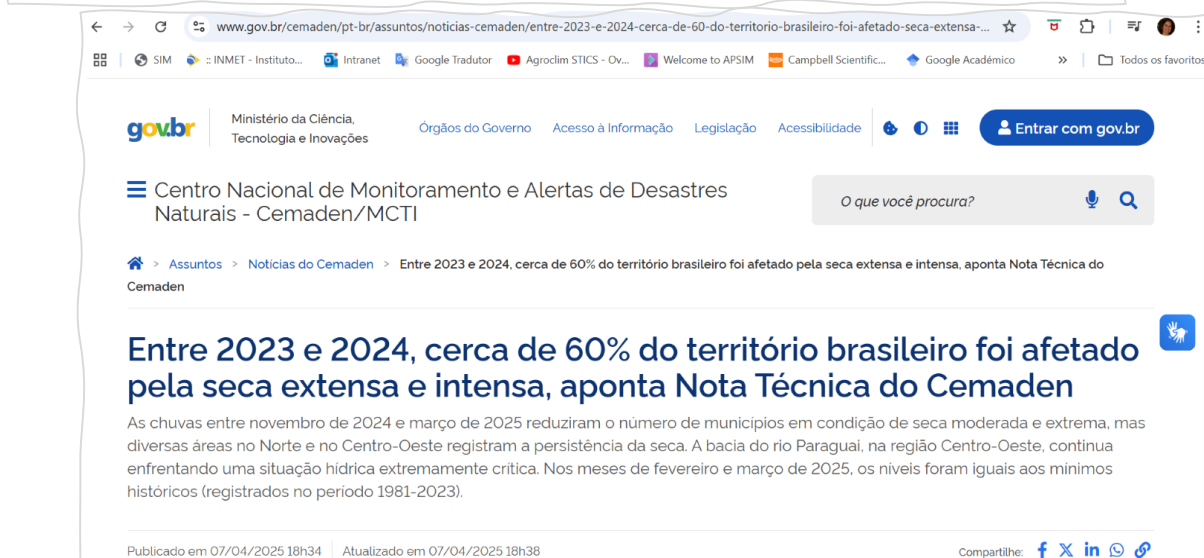 www.gov.br/cemaden/pt-br/assuntos/noticias-cemaden/entre-2023-e-2024-cerca-de-60-do-territorio-brasileiro-foi-afetado-seca-extensa-...
SIM :: INMET - Instituto... Intranet Google Tradutor Agroclim STICS - Ov... Welcome to APSIM Campbell Scientific... Google Acadêmico » Todos os favoritos
gov.br
Ministério da Ciência,
Tecnologia e Inovações
Órgãos do Governo Acesso à Informação Legislação Acessibilidade Entrar com gov.br
Centro Nacional de Monitoramento e Alertas de Desastres
Naturais - Cemaden/MCTI
O que você procura?
> Assuntos > Notícias do Cemaden > Entre 2023 e 2024, cerca de 60% do território brasileiro foi afetado pela seca extensa e intensa, aponta Nota Técnica do
Cemaden
Entre 2023 e 2024, cerca de 60% do território brasileiro foi afetado
pela seca extensa e intensa, aponta Nota Técnica do Cemaden
As chuvas entre novembro de 2024 e março de 2025 reduziram o número de municípios em condição de seca moderada e extrema, mas
diversas áreas no Norte e no Centro-Oeste registram a persistência da seca. A bacia do rio Paraguai, na região Centro-Oeste, continua
enfrentando uma situação hídrica extremamente crítica. Nos meses de fevereiro e março de 2025, os níveis foram iguais aos mínimos
históricos (registrados no período 1981-2023).
Publicado em 07/04/2025 18h34 Atualizado em 07/04/2025 18h38 Compartilhe: